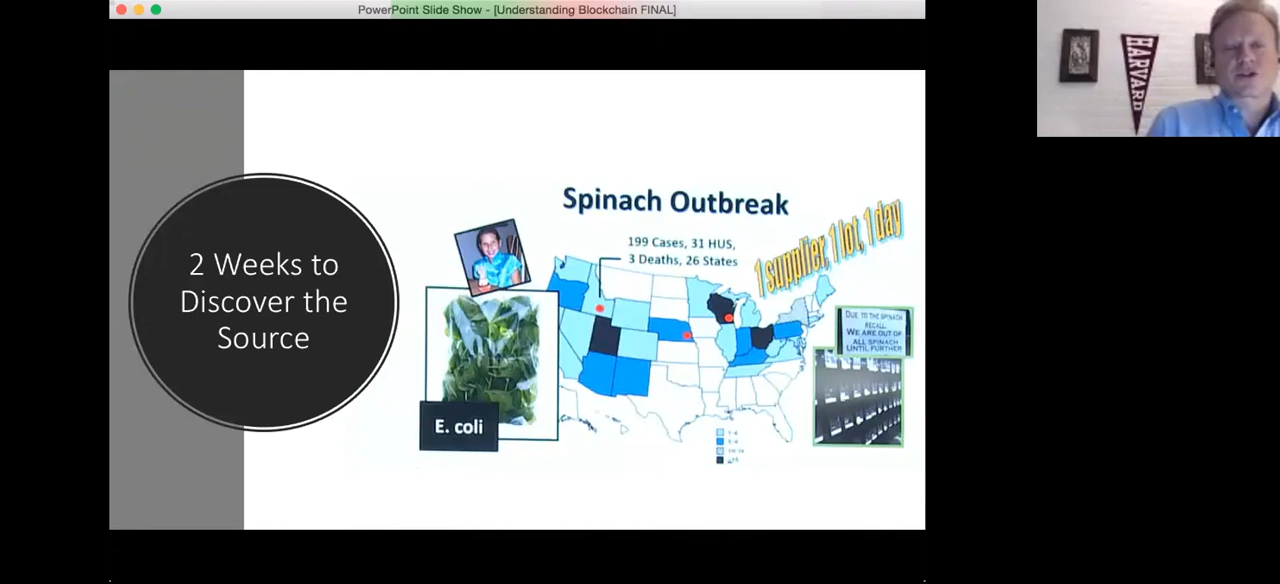 PowerPoint Slide Show - [Understanding Blockchain FINAL]
HARVARD
2 Weeks to
Discover the
Source
Spinach Outbreak
199 Cases, 31 HUS,
3 Deaths, 26 States
1 supplier, 1 lot, 1 day
DUE TO THE SPINACH
RECALL
WE ARE OUT OF
ALL SPINACH
UNTIL FURTHER
E. coli